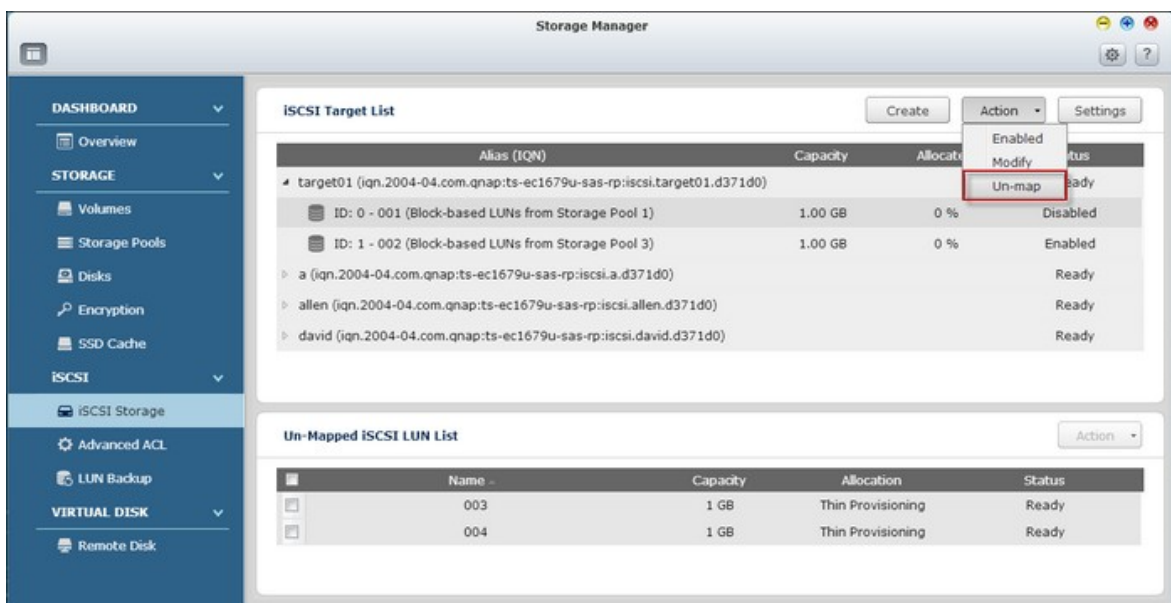 Storage Manager
?
DASHBOARD
Overview
STORAGE
Volumes
Storage Pools
Disks
Encryption
SSD Cache
iSCSI
iSCSI Storage
Advanced ACL
LUN Backup
VIRTUAL DISK
Remote Disk
iSCSI Target List
Create
Action
Settings
Enabled
Modify
Un-map
Alias (IQN) Capacity
target01 (iqn.2004-04.com.qnap:ts-ec1679u-sas-rp:iscsi.target01.d371d0)
ID: 0 - 001 (Block-based LUNs from Storage Pool 1) 1.00 GB 0 % Disabled
ID: 1 - 002 (Block-based LUNs from Storage Pool 3) 1.00 GB 0 % Enabled
a (iqn.2004-04.com.qnap:ts-ec1679u-sas-rp:iscsi.a.d371d0) Ready
allen (iqn.2004-04.com.qnap:ts-ec1679u-sas-rp:iscsi.allen.d371d0) Ready
david (iqn.2004-04.com.qnap:ts-ec1679u-sas-rp:iscsi.david.d371d0) Ready
Un-Mapped iSCSI LUN List
Action
Name Capacity Allocation Status
003 1 GB Thin Provisioning Ready
004 1 GB Thin Provisioning Ready